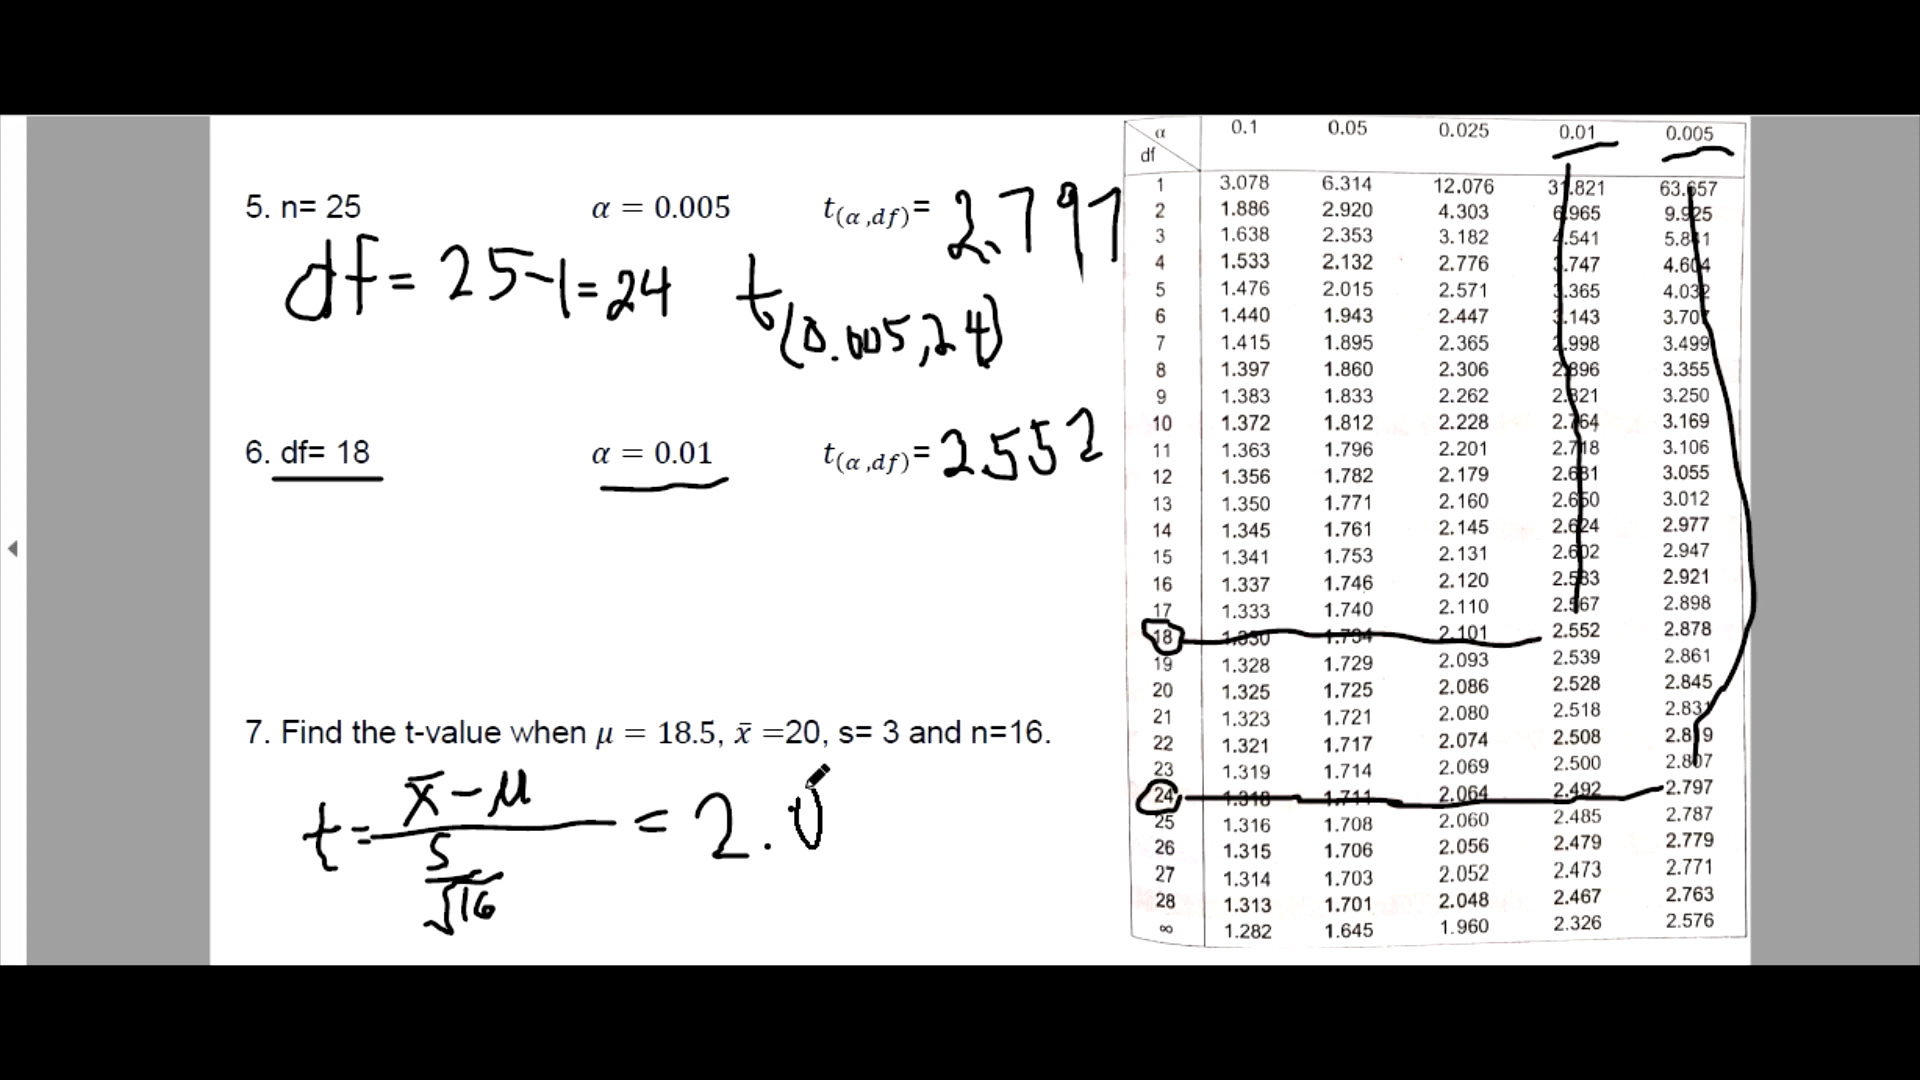 5. n= 25 α = 0.005 t(α ,df)= 2.797
df = 25-1=24 t(0.005,24)
6. df= 18 α = 0.01 t(α ,df)= 2.552
7. Find the t-value when μ = 18.5, x̄ =20, s= 3 and n=16.
t= x̄-μ = 2.0
s
√16
α 0.1 0.05 0.025 0.01 0.005
df
1 3.078 6.314 12.076 31.821 63.657
2 1.886 2.920 4.303 6.965 9.925
3 1.638 2.353 3.182 4.541 5.841
4 1.533 2.132 2.776 3.747 4.604
5 1.476 2.015 2.571 3.365 4.032
6 1.440 1.943 2.447 3.143 3.707
7 1.415 1.895 2.365 2.998 3.499
8 1.397 1.860 2.306 2.896 3.355
9 1.383 1.833 2.262 2.821 3.250
10 1.372 1.812 2.228 2.764 3.169
11 1.363 1.796 2.201 2.718 3.106
12 1.356 1.782 2.179 2.681 3.055
13 1.350 1.771 2.160 2.650 3.012
14 1.345 1.761 2.145 2.624 2.977
15 1.341 1.753 2.131 2.602 2.947
16 1.337 1.746 2.120 2.583 2.921
17 1.333 1.740 2.110 2.567 2.898
18 1.330 1.734 2.101 2.552 2.878
19 1.328 1.729 2.093 2.539 2.861
20 1.325 1.725 2.086 2.528 2.845
21 1.323 1.721 2.080 2.518 2.831
22 1.321 1.717 2.074 2.508 2.819
23 1.319 1.714 2.069 2.500 2.807
24 1.318 1.711 2.064 2.492 2.797
25 1.316 1.708 2.060 2.485 2.787
26 1.315 1.706 2.056 2.479 2.779
27 1.314 1.703 2.052 2.473 2.771
28 1.313 1.701 2.048 2.467 2.763
∞ 1.282 1.645 1.960 2.326 2.576